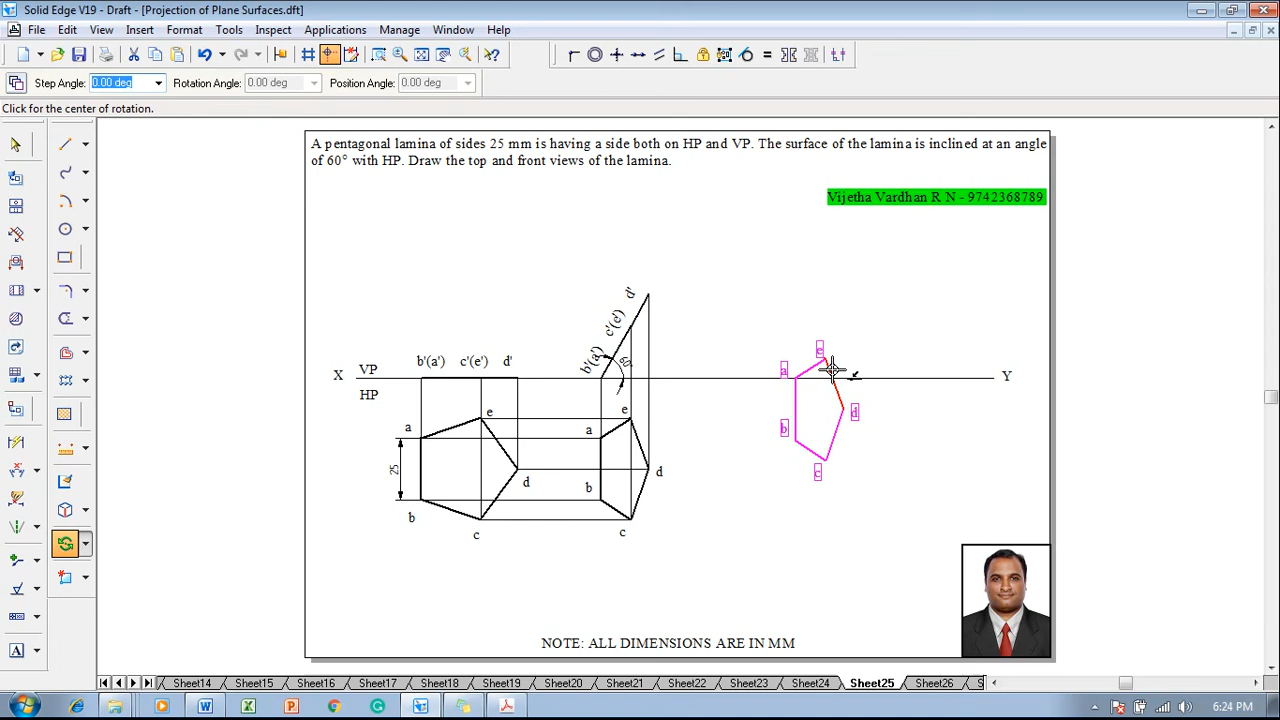 Solid Edge V19 - Draft - [Projection of Plane Surfaces.dft]
File Edit View Insert Format Tools Inspect Applications Manage Window Help
Step Angle: 0.00 deg Rotation Angle: 0.00 deg Position Angle: 0.00 deg
Click for the center of rotation.
A pentagonal lamina of sides 25 mm is having a side both on HP and VP. The surface of the lamina is inclined at an angle
of 60° with HP. Draw the top and front views of the lamina.
Vijetha Vardhan R N - 9742368789
d'
c'(e')
b'(a')
60°
e
X VP b'(a') c'(e') d' a Y
HP
e e d
a a b
25 c
d d
b b
c c
NOTE: ALL DIMENSIONS ARE IN MM
Sheet14 Sheet15 Sheet16 Sheet17 Sheet18 Sheet19 Sheet20 Sheet21 Sheet22 Sheet23 Sheet24 Sheet25 Sheet26 S
6:24 PM